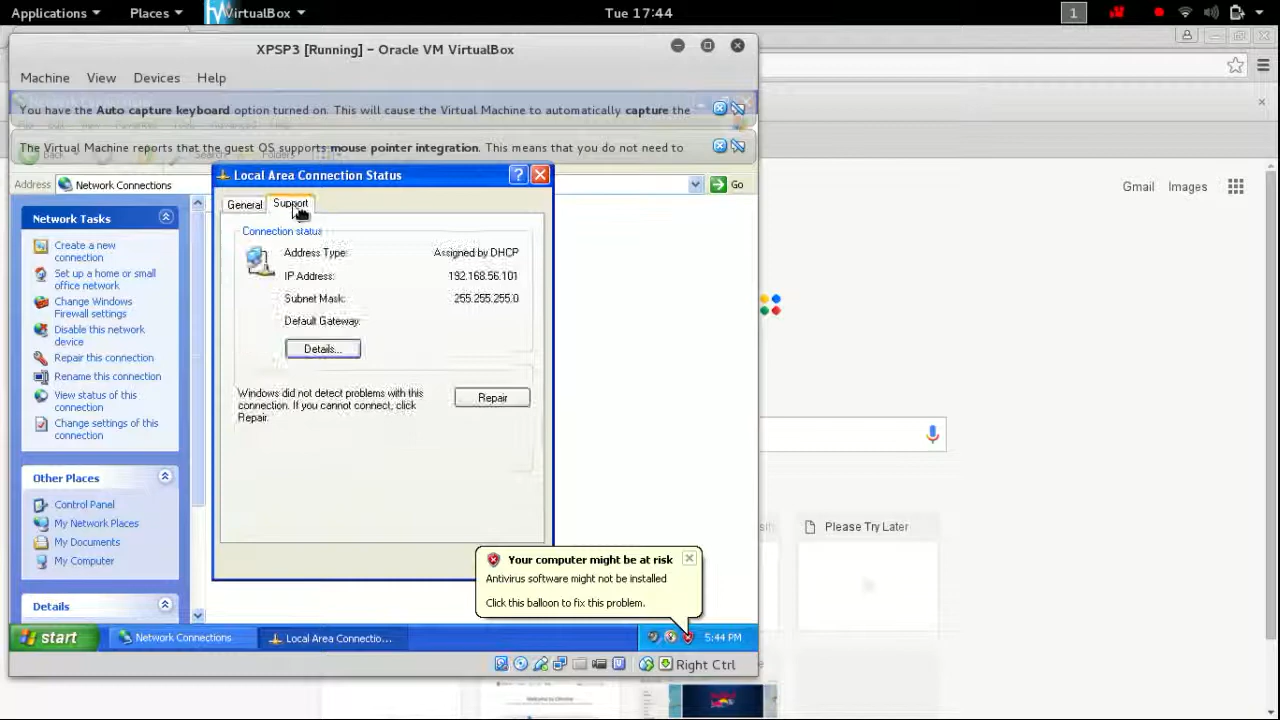 Applications Places VirtualBox Tue 17:44 1
XPSP3 [Running] - Oracle VM VirtualBox
Machine View Devices Help
You have the Auto capture keyboard option turned on. This will cause the Virtual Machine to automatically capture the
The Virtual Machine reports that the guest OS supports mouse pointer integration. This means that you do not need to
Address Network Connections Go
Gmail Images
Local Area Connection Status
General Support
Connection status
Address Type: Assigned by DHCP
IP Address: 192.168.56.101
Subnet Mask: 255.255.255.0
Default Gateway:
Details...
Windows did not detect problems with this
connection. If you cannot connect, click
Repair.
Repair
Network Tasks
Create a new
connection
Set up a home or small
office network
Change Windows
Firewall settings
Disable this network
device
Repair this connection
Rename this connection
View status of this
connection
Change settings of this
connection
Other Places
Control Panel
My Network Places
My Documents
My Computer
Details
Please Try Later
Your computer might be at risk
Antivirus software might not be installed
Click this balloon to fix this problem.
start Network Connections Local Area Connectio... 5:44 PM
Right Ctrl